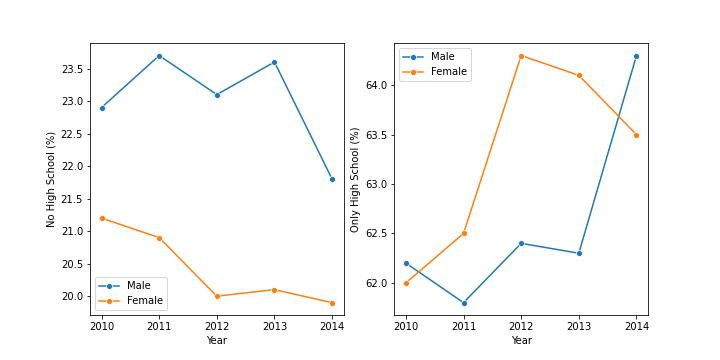 No High School (%)
23.5
23.0
22.5
22.0
21.5
21.0
20.5
20.0
Male
Female
2010 2011 2012 2013 2014
Year
Only High School (%)
64.0
63.5
63.0
62.5
62.0
Male
Female
2010 2011 2012 2013 2014
Year